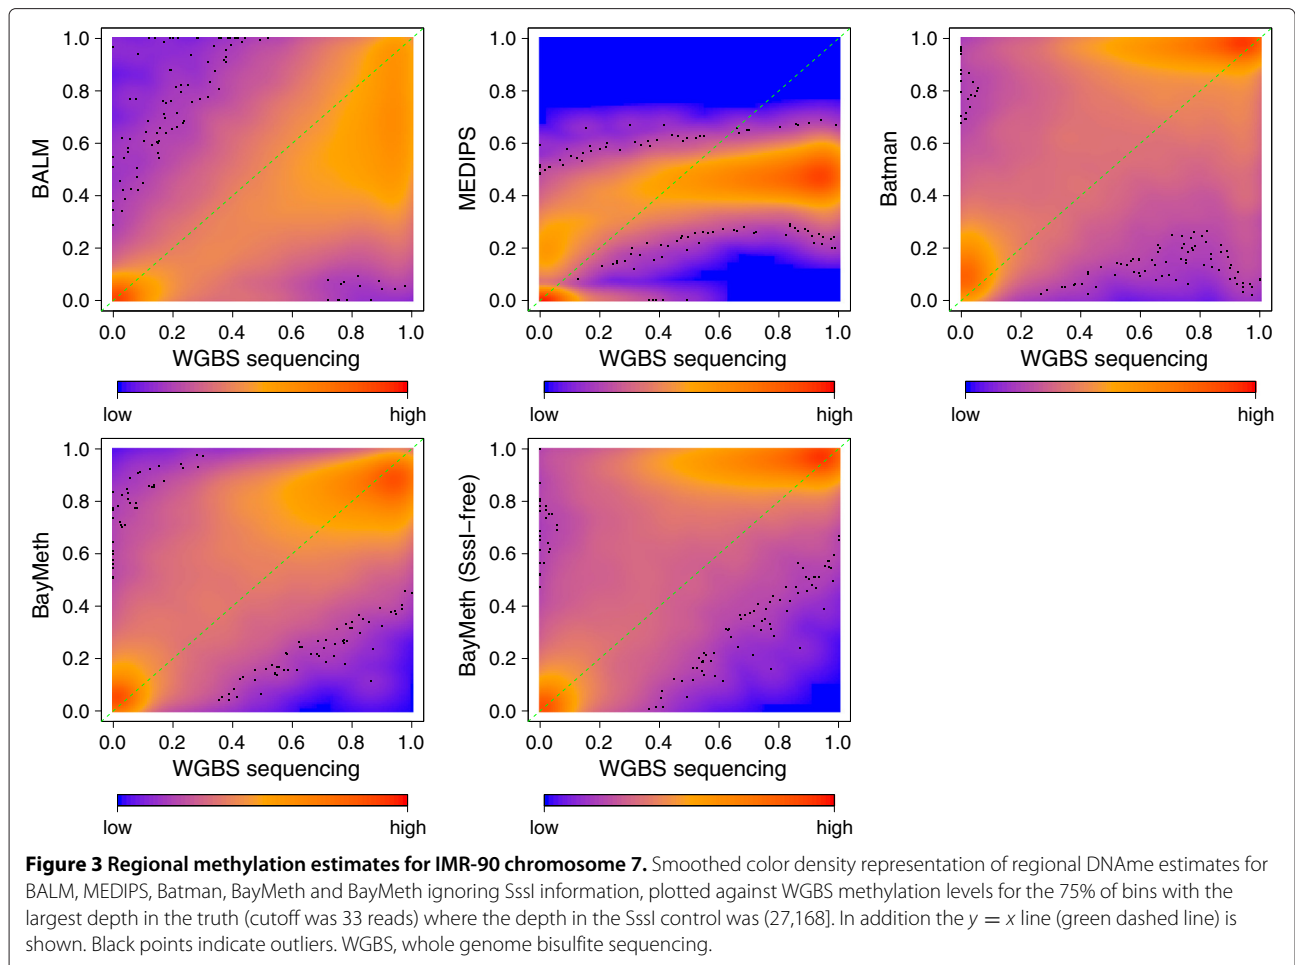 1.0
0.8
0.6
0.4
0.2
0.0
BALM
0.0 0.2 0.4 0.6 0.8 1.0
WGBS sequencing
low high
1.0
0.8
0.6
0.4
0.2
0.0
MEDIPS
0.0 0.2 0.4 0.6 0.8 1.0
WGBS sequencing
low high
1.0
0.8
0.6
0.4
0.2
0.0
Batman
0.0 0.2 0.4 0.6 0.8 1.0
WGBS sequencing
low high
1.0
0.8
0.6
0.4
0.2
0.0
BayMeth
0.0 0.2 0.4 0.6 0.8 1.0
WGBS sequencing
low high
1.0
0.8
0.6
0.4
0.2
0.0
BayMeth (SssI−free)
0.0 0.2 0.4 0.6 0.8 1.0
WGBS sequencing
low high
Figure 3 Regional methylation estimates for IMR-90 chromosome 7. Smoothed color density representation of regional DNAme estimates for
BALM, MEDIPS, Batman, BayMeth and BayMeth ignoring SssI information, plotted against WGBS methylation levels for the 75% of bins with the
largest depth in the truth (cutoff was 33 reads) where the depth in the SssI control was (27,168]. In addition the y = x line (green dashed line) is
shown. Black points indicate outliers. WGBS, whole genome bisulfite sequencing.